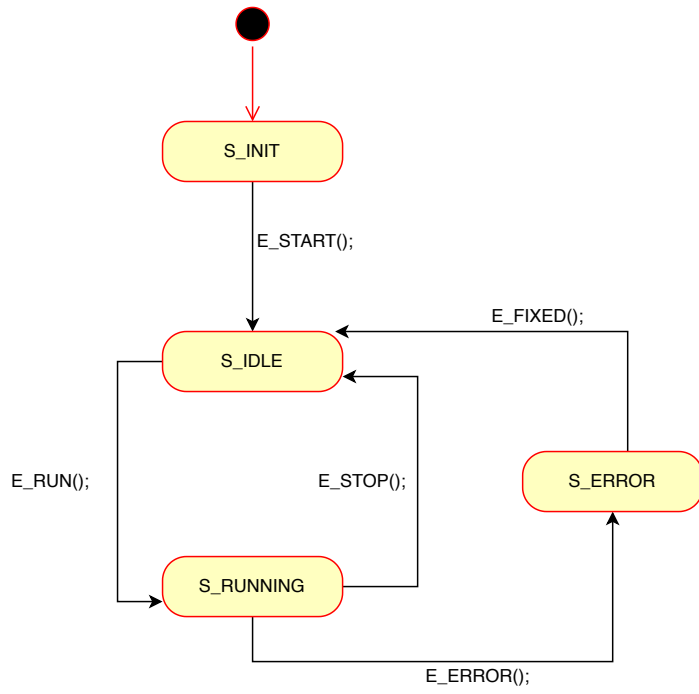 S_INIT
E_START();
E_FIXED();
S_IDLE
E_RUN();
E_STOP();
S_ERROR
S_RUNNING
E_ERROR();